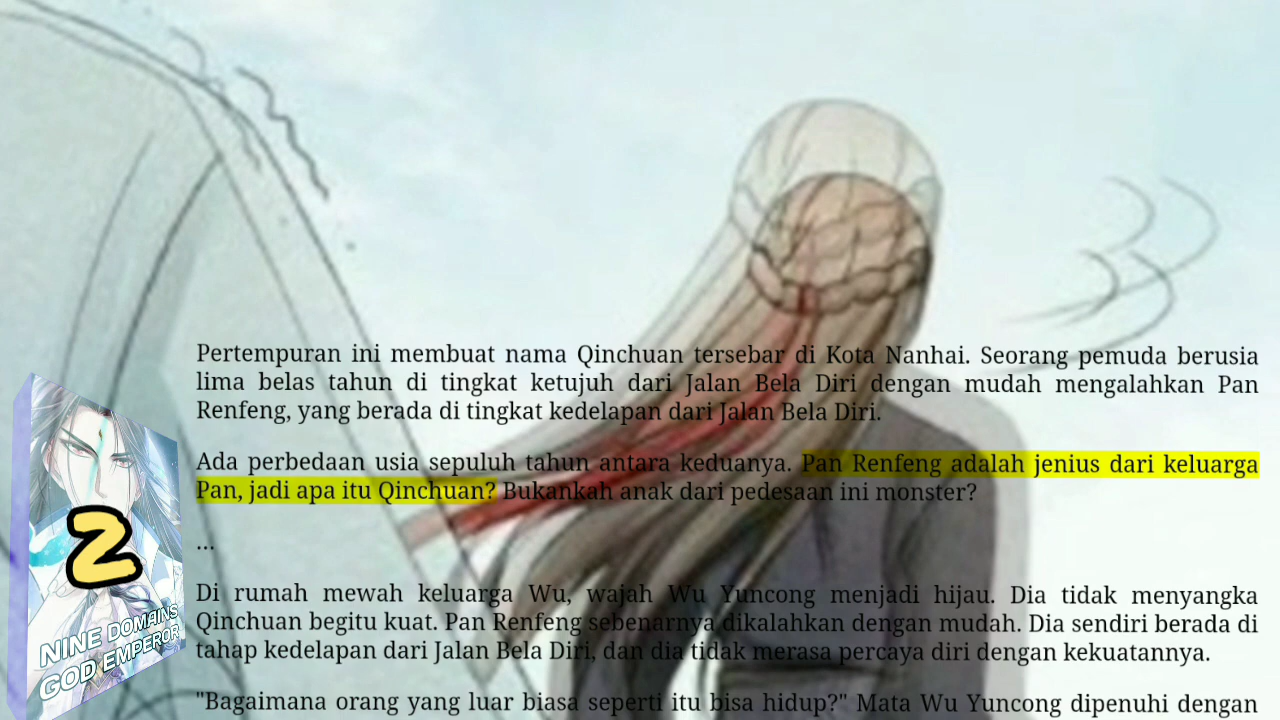 Pertempuran ini membuat nama Qinchuan tersebar di Kota Nanhai. Seorang pemuda berusia
lima belas tahun di tingkat ketujuh dari Jalan Bela Diri dengan mudah mengalahkan Pan
Renfeng, yang berada di tingkat kedelapan dari Jalan Bela Diri.
Ada perbedaan usia sepuluh tahun antara keduanya. Pan Renfeng adalah jenius dari keluarga
Pan, jadi apa itu Qinchuan? Bukankah anak dari pedesaan ini monster?
...
Di rumah mewah keluarga Wu, wajah Wu Yuncong menjadi hijau. Dia tidak menyangka
Qinchuan begitu kuat. Pan Renfeng sebenarnya dikalahkan dengan mudah. Dia sendiri berada di
tahap kedelapan dari Jalan Bela Diri, dan dia tidak merasa percaya diri dengan kekuatannya.
"Bagaimana orang yang luar biasa seperti itu bisa hidup?" Mata Wu Yuncong dipenuhi dengan
2
NINE DOMAINS
GOD EMPEROR